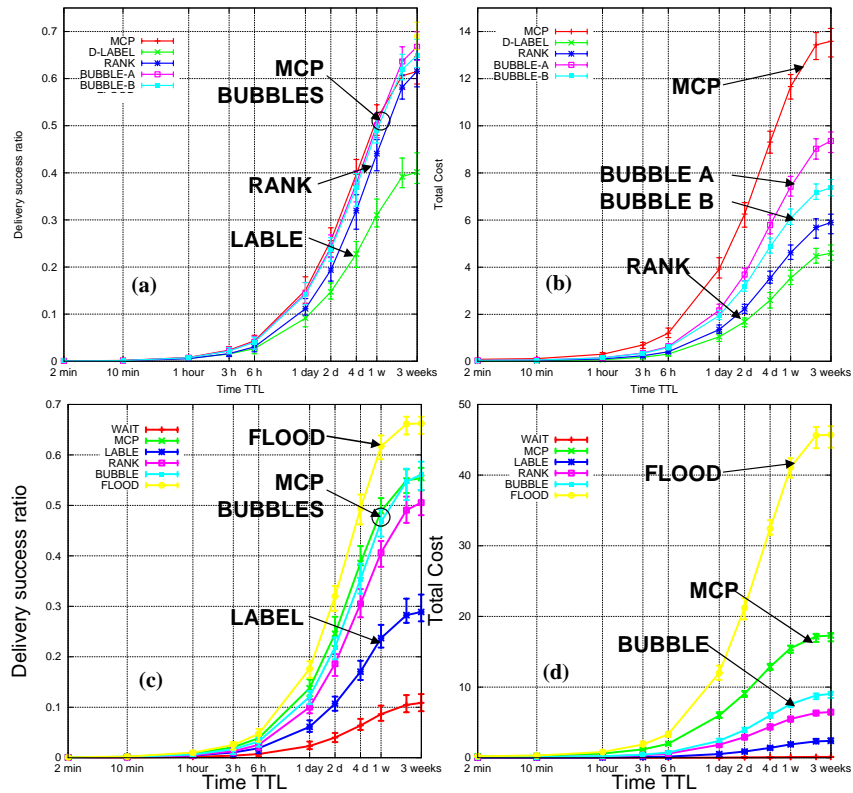 MCP
D-LABEL
RANK
BUBBLE-A
BUBBLE-B
MCP
BUBBLES
RANK
LABLE
(a)
Delivery success ratio
0.7
0.6
0.5
0.4
0.3
0.2
0.1
0
2 min 10 min 1 hour 3 h 6 h 1 day 2 d 4 d 1 w 3 weeks
Time TTL
MCP
D-LABEL
RANK
BUBBLE-A
BUBBLE-B
MCP
BUBBLE A
BUBBLE B
RANK
(b)
Total Cost
14
12
10
8
6
4
2
0
2 min 10 min 1 hour 3 h 6 h 1 day 2 d 4 d 1 w 3 weeks
Time TTL
WAIT
MCP
LABLE
RANK
BUBBLE
FLOOD
FLOOD
MCP
BUBBLES
LABEL
(c)
Delivery success ratio
0.7
0.6
0.5
0.4
0.3
0.2
0.1
0
2 min 10 min 1 hour 3 h 6 h 1 day 2 d 4 d 1 w 3 weeks
Time TTL
WAIT
MCP
LABLE
RANK
BUBBLE
FLOOD
FLOOD
MCP
BUBBLE
(d)
Total Cost
50
40
30
20
10
0
2 min 10 min 1 hour 3 h 6 h 1 day 2 d 4 d 1 w 3 weeks
Time TTL